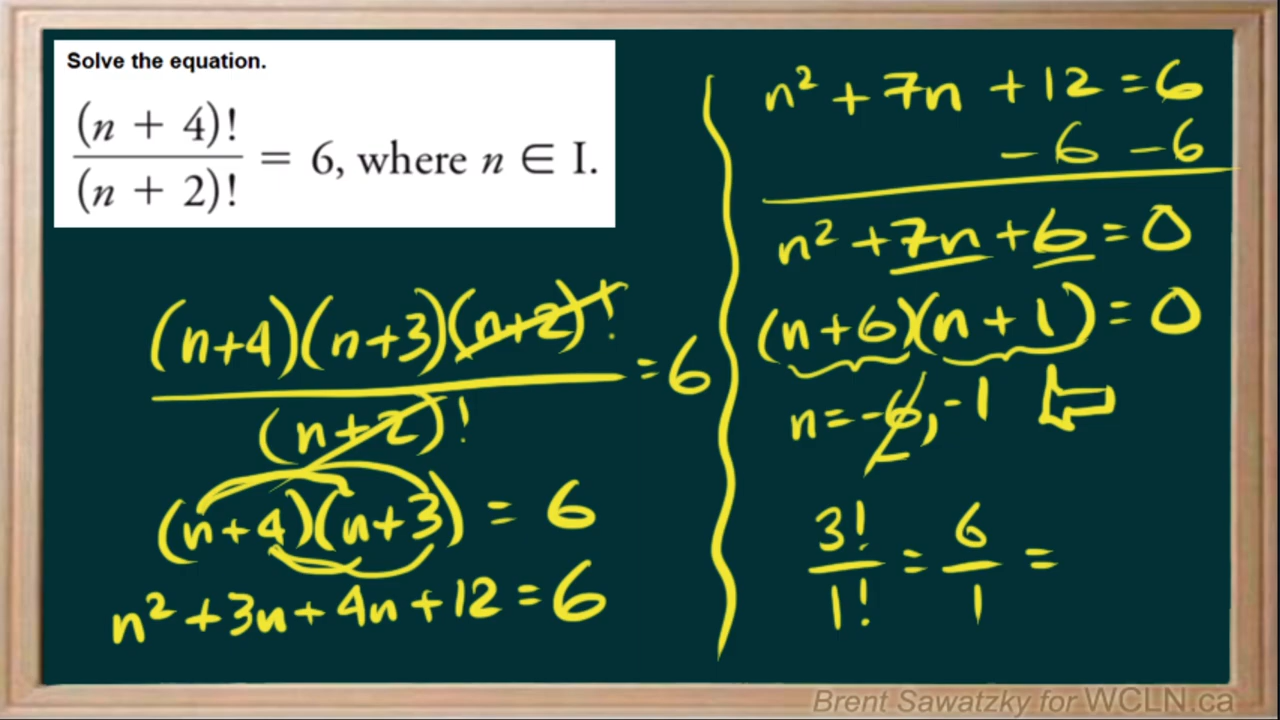 Solve the equation.
(n + 4)!
(n + 2)!
= 6, where n ∈ I.
(n+4)(n+3)(n+2)!
(n+2)!
=6
(n+4)(n+3) = 6
n² + 3n + 4n + 12 = 6
n² + 7n + 12 = 6
- 6 - 6
n² + 7n + 6 = 0
(n+6)(n+1) = 0
n = -6, -1
3!
1!
=
6
1
=
Brent Sawatzky for WCLN.ca